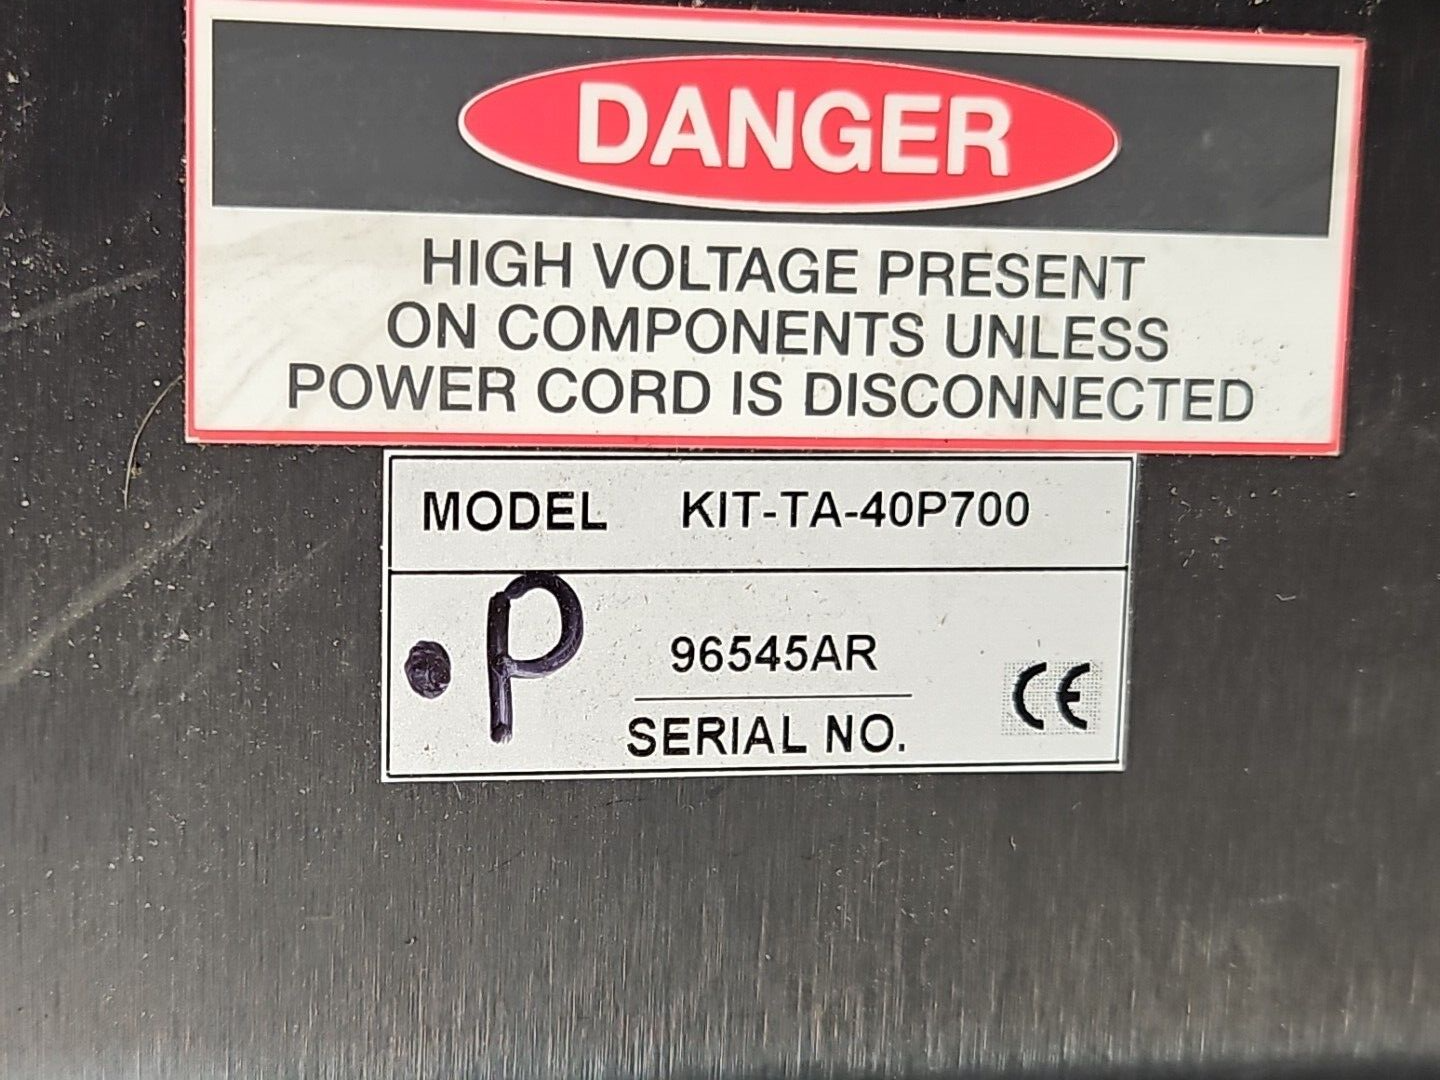 DANGER
HIGH VOLTAGE PRESENT
ON COMPONENTS UNLESS
POWER CORD IS DISCONNECTED
MODEL KIT-TA-40P700
.P
96545AR
SERIAL NO.
CE